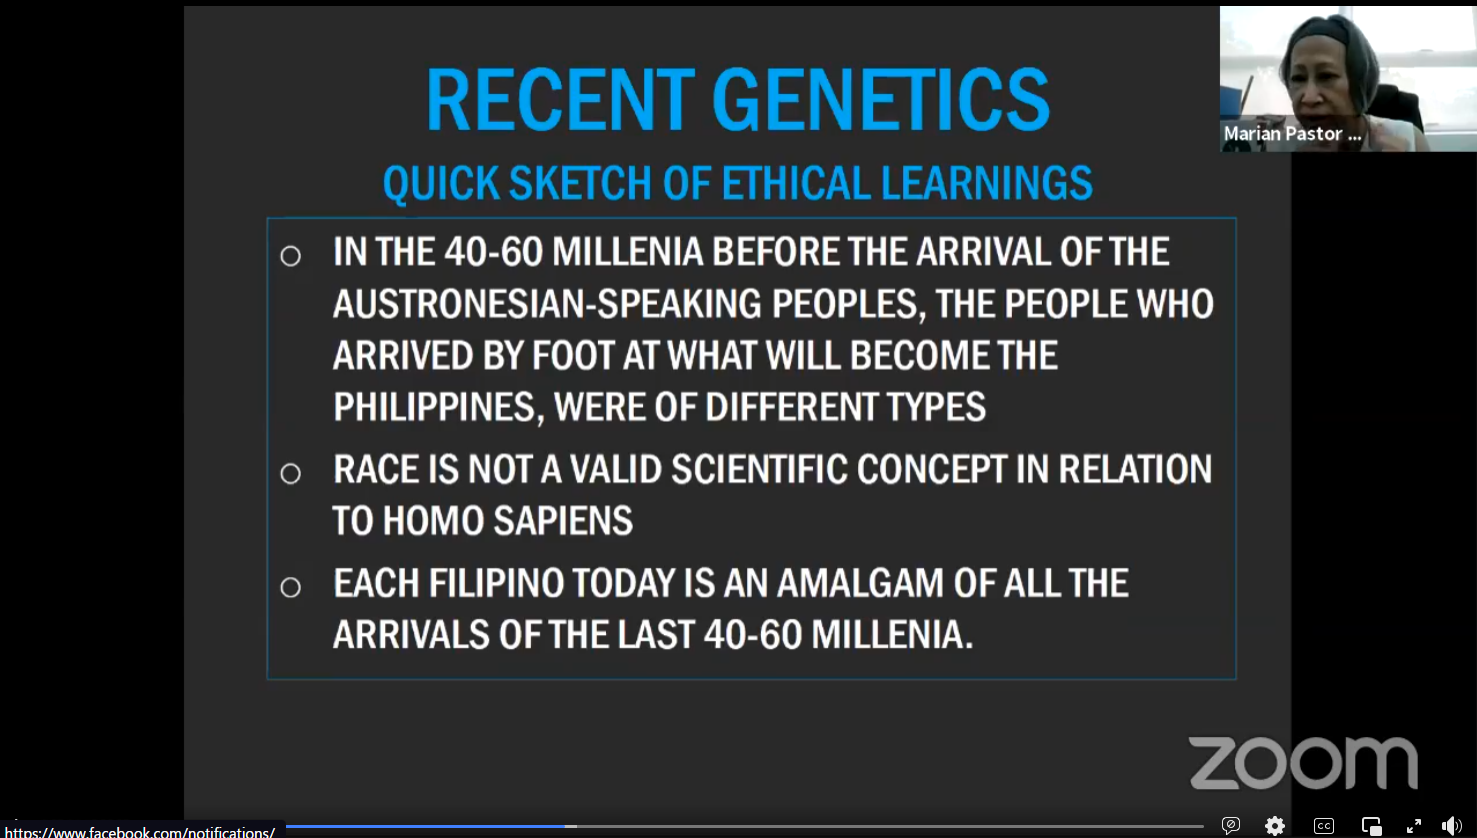 RECENT GENETICS
QUICK SKETCH OF ETHICAL LEARNINGS
IN THE 40-60 MILLENIA BEFORE THE ARRIVAL OF THE
AUSTRONESIAN-SPEAKING PEOPLES, THE PEOPLE WHO
ARRIVED BY FOOT AT WHAT WILL BECOME THE
PHILIPPINES, WERE OF DIFFERENT TYPES
RACE IS NOT A VALID SCIENTIFIC CONCEPT IN RELATION
TO HOMO SAPIENS
EACH FILIPINO TODAY IS AN AMALGAM OF ALL THE
ARRIVALS OF THE LAST 40-60 MILLENIA.
Marian Pastor ...
zoom
https://www.facebook.com/notifications/
CC